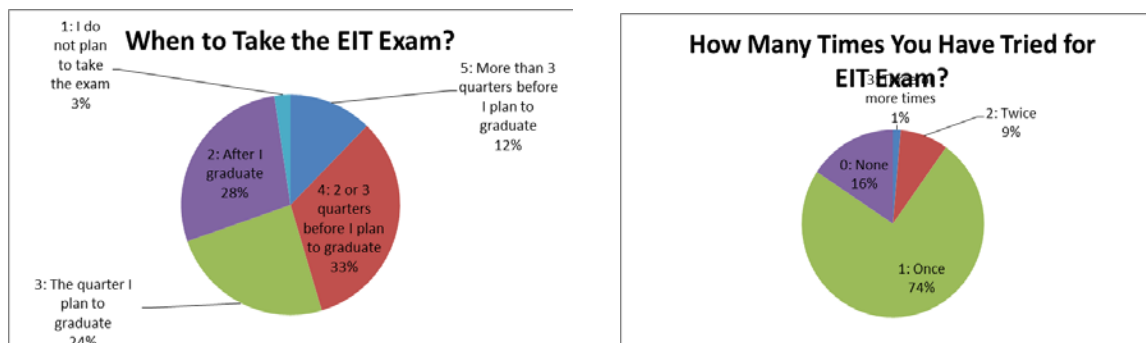 When to Take the EIT Exam?
1: I do
not plan
to take
the exam
3%
5: More than 3
quarters before
I plan to
graduate
12%
2: After I
graduate
28%
4: 2 or 3
quarters
before I plan
to graduate
33%
3: The quarter I
plan to
graduate
24%
How Many Times You Have Tried for
EIT Exam?
3:
more times
1%
2: Twice
9%
0: None
16%
1: Once
74%